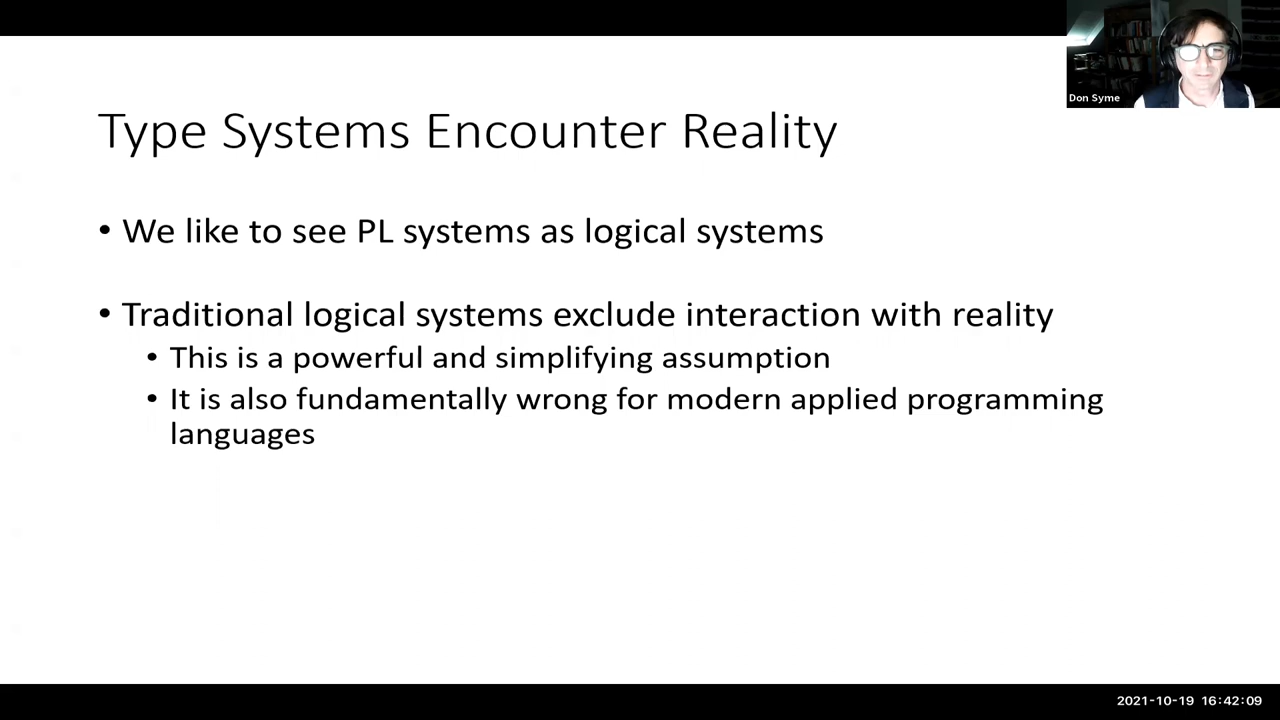 Don Syme
Type Systems Encounter Reality
• We like to see PL systems as logical systems
• Traditional logical systems exclude interaction with reality
• This is a powerful and simplifying assumption
• It is also fundamentally wrong for modern applied programming
languages
2021-10-19 16:42:09